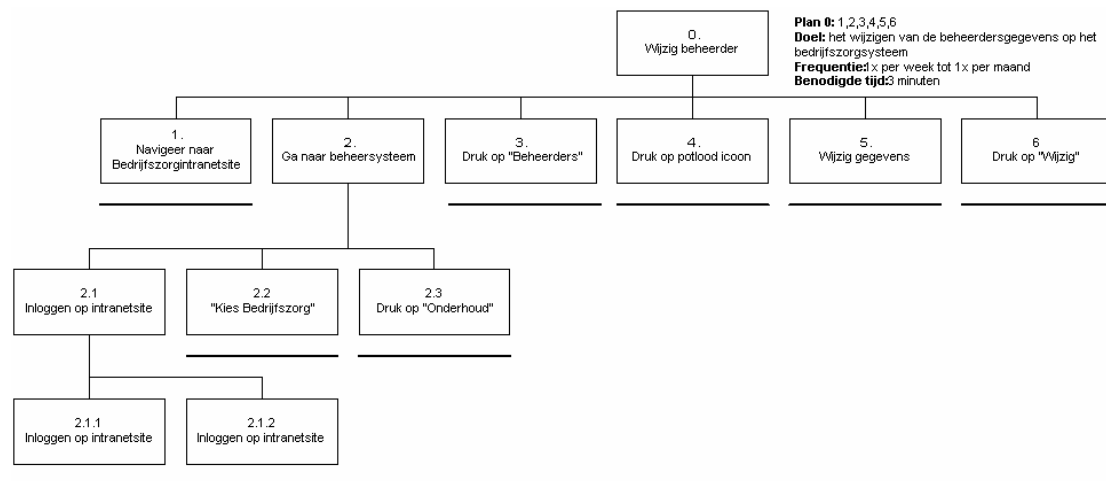 0.
Wijzig beheerder
Plan 0: 1,2,3,4,5,6
Doel: het wijzigen van de beheerdersgegevens op het
bedrijfszorgsysteem
Frequentie:1x per week tot 1x per maand
Benodigde tijd:3 minuten
1.
Navigeer naar
Bedrijfszorgintranetsite
2.
Ga naar beheersysteem
3.
Druk op "Beheerders"
4.
Druk op potlood icoon
5.
Wijzig gegevens
6
Druk op "Wijzig"
2.1
Inloggen op intranetsite
2.2
"Kies Bedrijfszorg"
2.3
Druk op "Onderhoud"
2.1.1
Inloggen op intranetsite
2.1.2
Inloggen op intranetsite